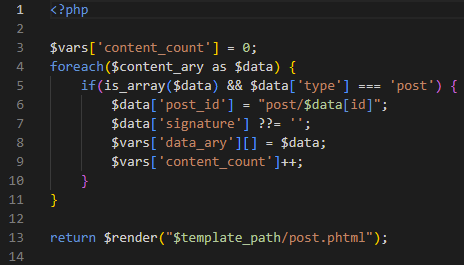 1 <?php
2
3 $vars['content_count'] = 0;
4 foreach($content_ary as $data) {
5     if(is_array($data) && $data['type'] === 'post') {
6         $data['post_id'] = "post/$data[id]";
7         $data['signature'] ??= '';
8         $vars['data_ary'][] = $data;
9         $vars['content_count']++;
10     }
11 }
12
13 return $render("$template_path/post.phtml");
14